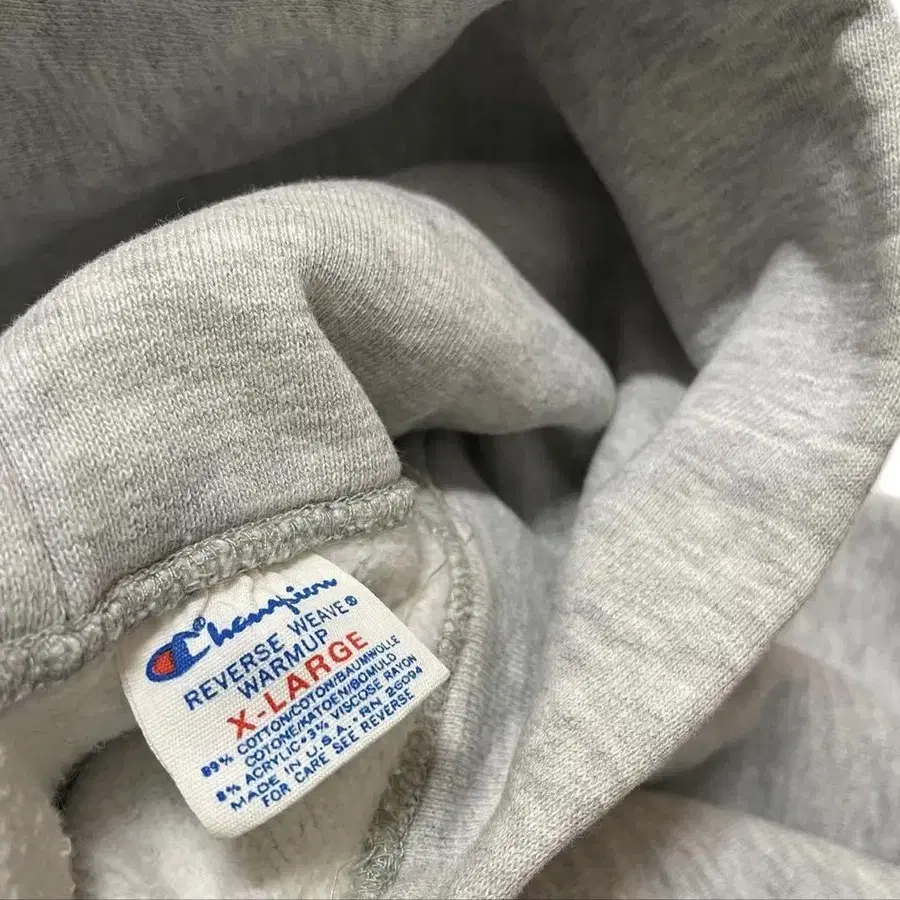 Champion
REVERSE WEAVE®
WARMUP
X-LARGE
89% COTTON/COTON/BAUMWOLLE
COTONE/KATOEN/BOMULD
8% ACRYLIC • 3% VISCOSE RAYON
MADE IN U.S.A. • RN 26094
FOR CARE SEE REVERSE